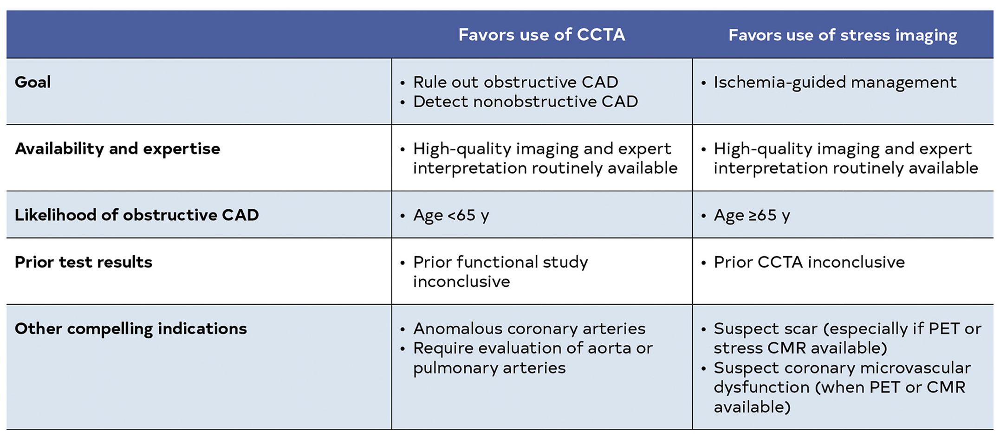 Favors use of CCTA
Favors use of stress imaging
Goal
• Rule out obstructive CAD
• Detect nonobstructive CAD
• Ischemia-guided management
Availability and expertise
• High-quality imaging and expert
interpretation routinely available
• High-quality imaging and expert
interpretation routinely available
Likelihood of obstructive CAD
• Age <65 y
• Age ≥65 y
Prior test results
• Prior functional study
inconclusive
• Prior CCTA inconclusive
Other compelling indications
• Anomalous coronary arteries
• Require evaluation of aorta or
pulmonary arteries
• Suspect scar (especially if PET or
stress CMR available)
• Suspect coronary microvascular
dysfunction (when PET or CMR
available)